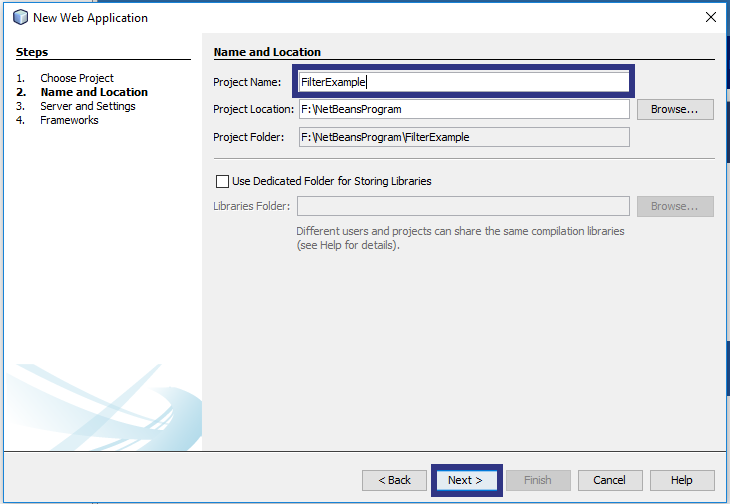 New Web Application
Steps
1. Choose Project
2. Name and Location
3. Server and Settings
4. Frameworks
Name and Location
Project Name: FilterExample
Project Location: F:\NetBeansProgram Browse...
Project Folder: F:\NetBeansProgram\FilterExample
Use Dedicated Folder for Storing Libraries
Libraries Folder: Browse...
Different users and projects can share the same compilation libraries
(see Help for details).
< Back Next > Finish Cancel Help